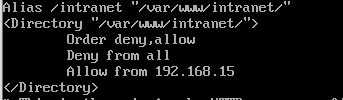 Alias /intranet "/var/www/intranet/"
<Directory "/var/www/intranet/">
Order deny,allow
Deny from all
Allow from 192.168.15
</Directory>